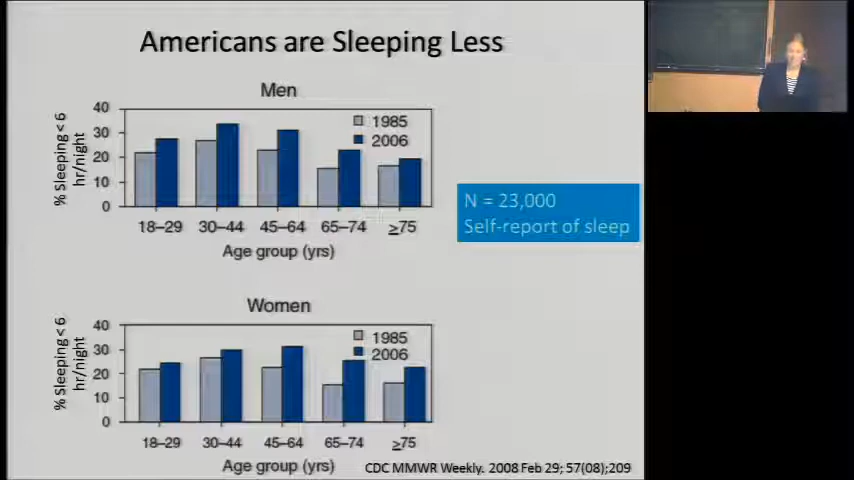 Americans are Sleeping Less
Men
% Sleeping < 6
hr/night
40
30
20
10
0
1985
2006
18–29 30–44 45–64 65–74 ≥75
Age group (yrs)
N = 23,000
Self-report of sleep
Women
% Sleeping < 6
hr/night
40
30
20
10
0
1985
2006
18–29 30–44 45–64 65–74 ≥75
Age group (yrs)
CDC MMWR Weekly. 2008 Feb 29; 57(08);209